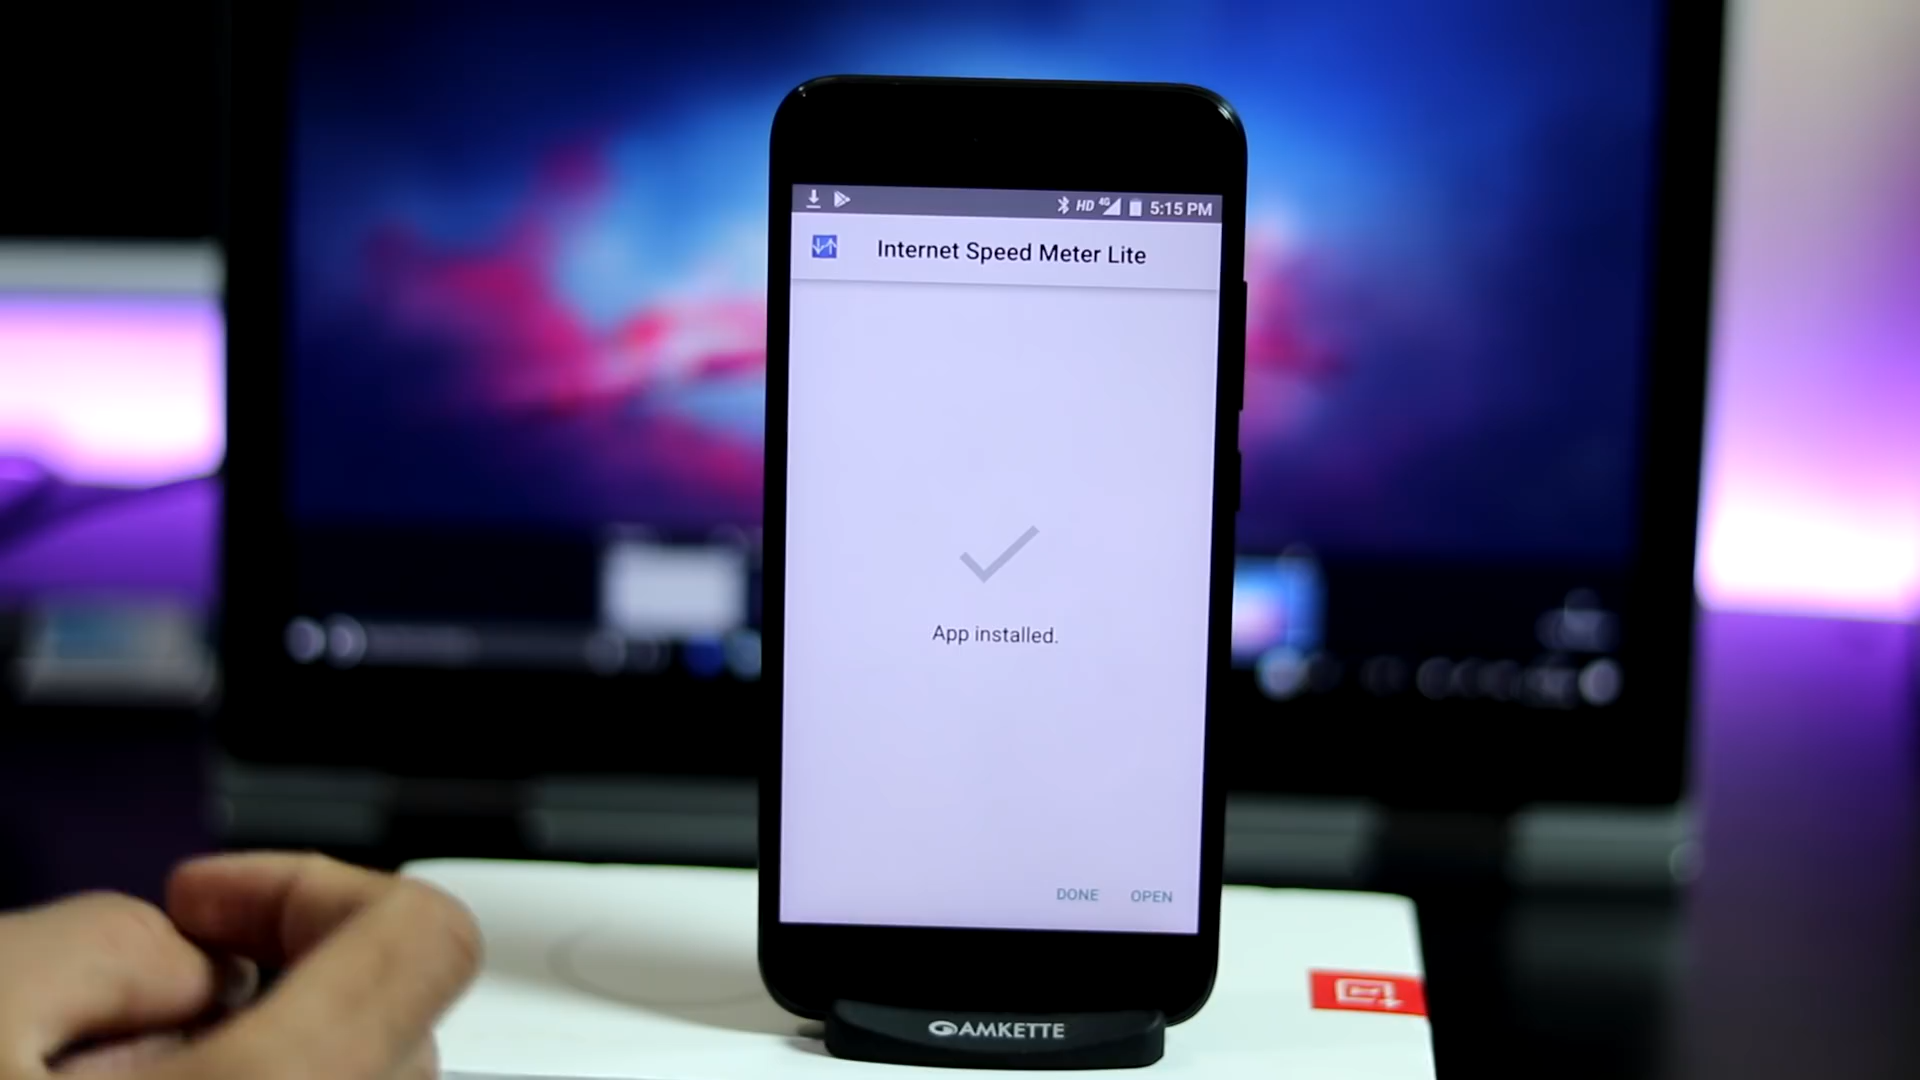 HD 4G 5:15 PM
Internet Speed Meter Lite
App installed.
DONE OPEN
AMKETTE